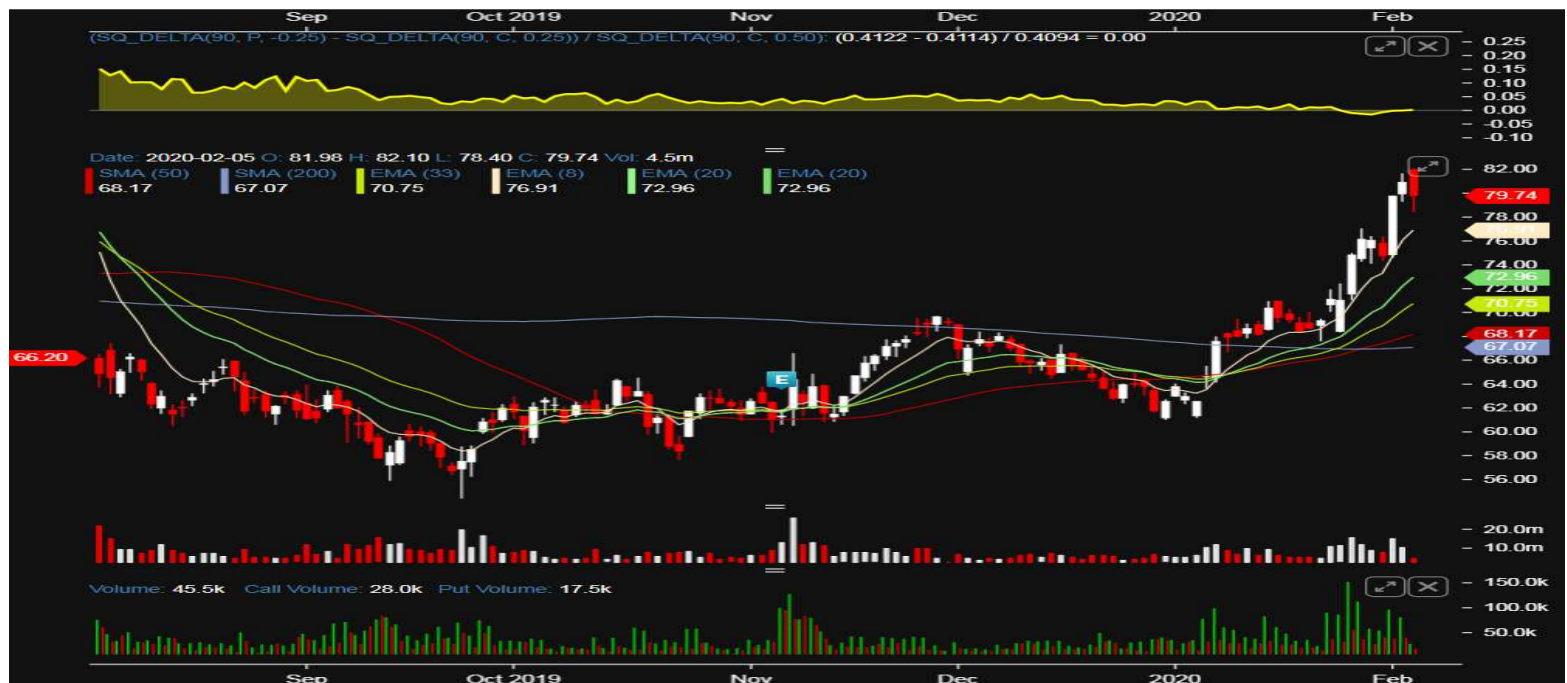 Sep Oct 2019 Nov Dec 2020 Feb
(SQ_DELTA(90, P, -0.25) - SQ_DELTA(90, C, 0.25)) / SQ_DELTA(90, C, 0.50): (0.4122 - 0.4114) / 0.4094 = 0.00
0.25
0.20
0.15
0.10
0.05
0.00
-0.05
-0.10
Date: 2020-02-05 O: 81.98 H: 82.10 L: 78.40 C: 79.74 Vol: 4.5m
SMA (50) SMA (200) EMA (33) EMA (8) EMA (20) EMA (20)
68.17 67.07 70.75 76.91 72.96 72.96
82.00
79.74
78.00
76.91
76.00
74.00
72.96
72.00
70.75
70.00
68.17
67.07
66.20
66.00
64.00
E
62.00
60.00
58.00
56.00
20.0m
10.0m
Volume: 45.5k Call Volume: 28.0k Put Volume: 17.5k
150.0k
100.0k
50.0k
Sep Oct 2019 Nov Dec 2020 Feb